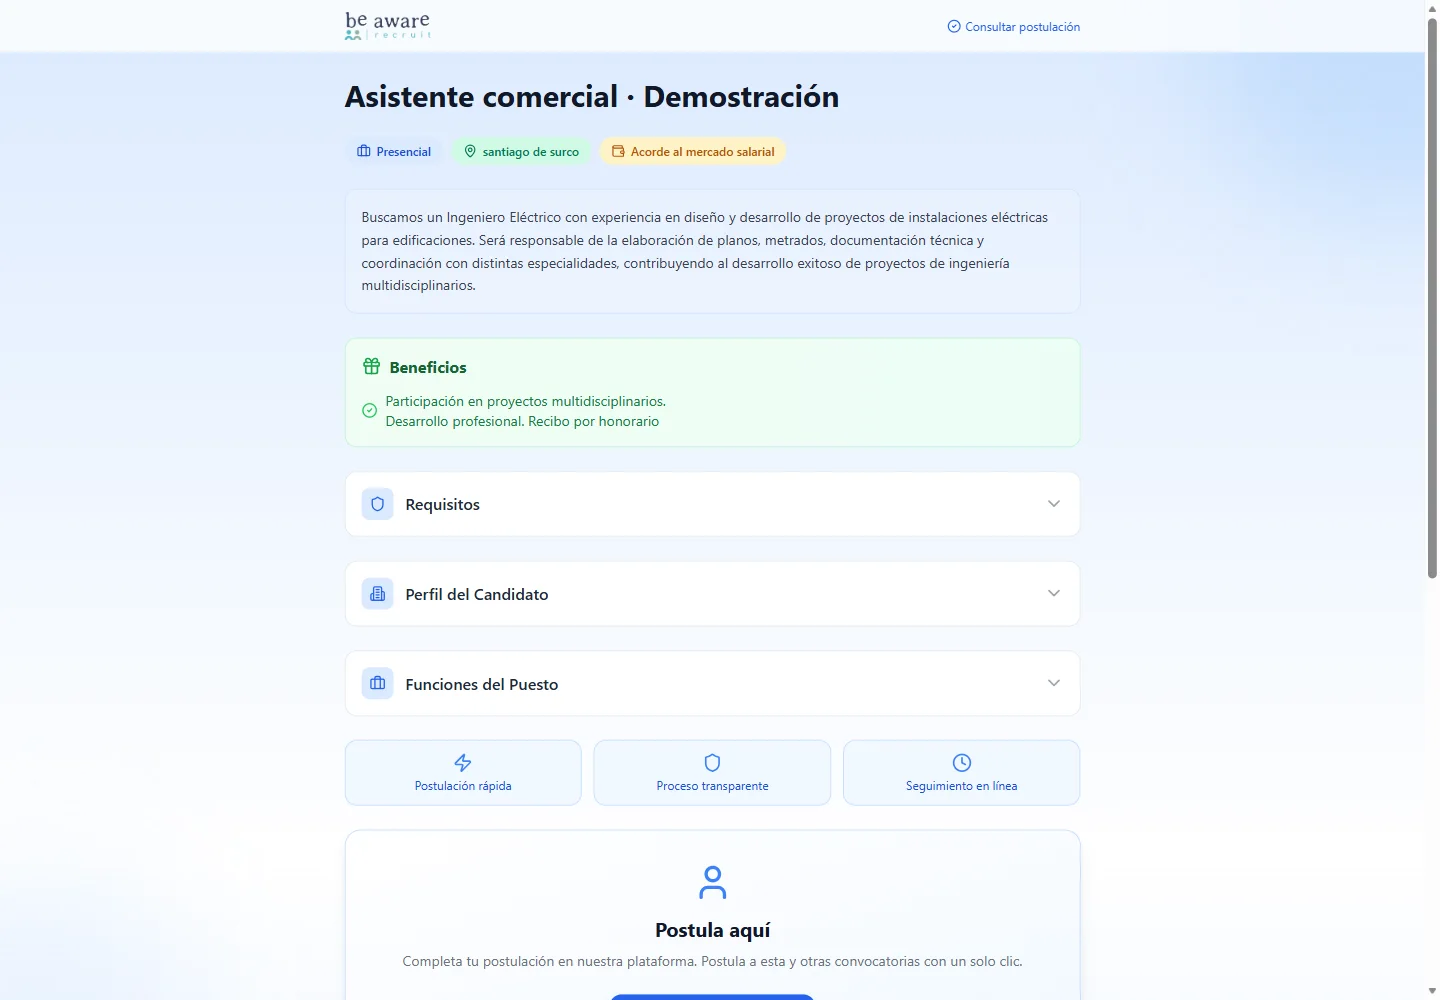 be aware
recruit
Consultar postulación
Asistente comercial · Demostración
Presencial
santiago de surco
Acorde al mercado salarial
Buscamos un Ingeniero Eléctrico con experiencia en diseño y desarrollo de proyectos de instalaciones eléctricas
para edificaciones. Será responsable de la elaboración de planos, metrados, documentación técnica y
coordinación con distintas especialidades, contribuyendo al desarrollo exitoso de proyectos de ingeniería
multidisciplinarios.
Beneficios
Participación en proyectos multidisciplinarios.
Desarrollo profesional. Recibo por honorario
Requisitos
Perfil del Candidato
Funciones del Puesto
Postulación rápida
Proceso transparente
Seguimiento en línea
Postula aquí
Completa tu postulación en nuestra plataforma. Postula a esta y otras convocatorias con un solo clic.